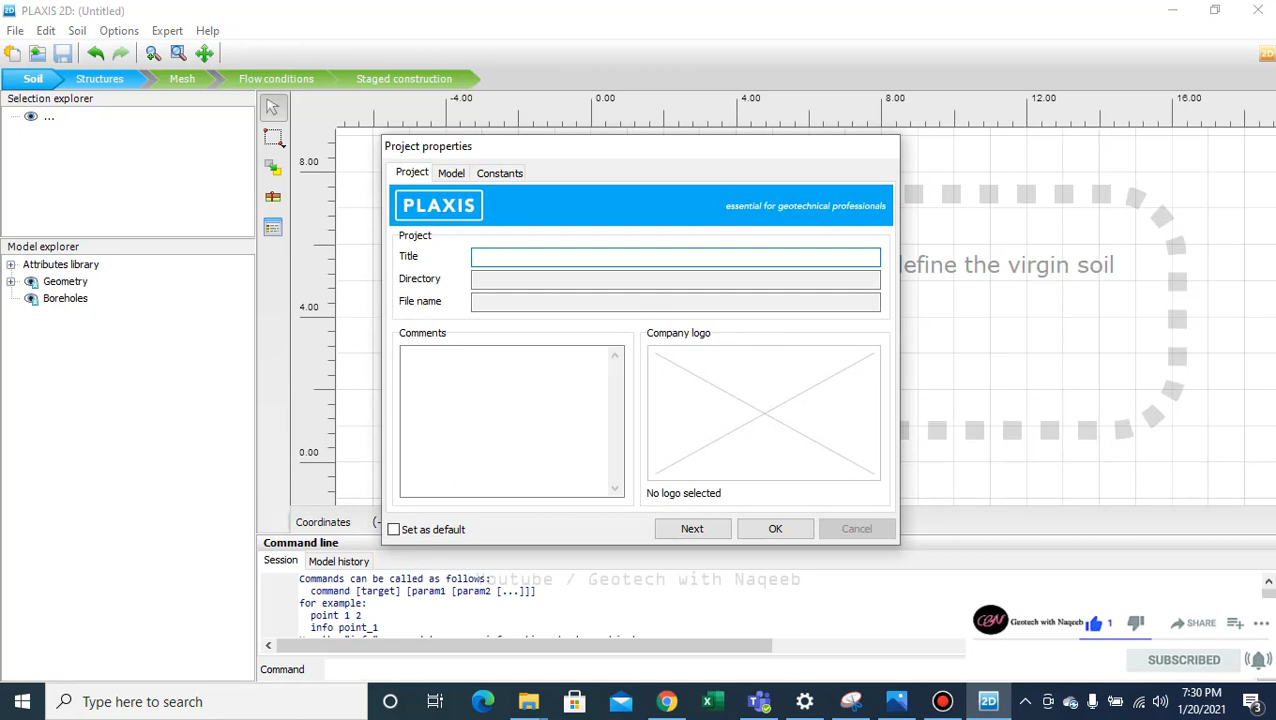 2D PLAXIS 2D: (Untitled)
File Edit Soil Options Expert Help
2D
Soil Structures Mesh Flow conditions Staged construction
Selection explorer
...
Model explorer
Attributes library
Geometry
Boreholes
-4.00 0.00 4.00 8.00 12.00 16.00
8.00
4.00
0.00
efine the virgin soil
Project properties
Project Model Constants
PLAXIS essential for geotechnical professionals
Project
Title
Directory
File name
Comments Company logo
No logo selected
Set as default Next OK Cancel
Coordinates (-
Command line
Session Model history
Commands can be called as follows:
command [target] [param1 [param2 [...]]]
for example:
point 1 2
info point_1
Command
Youtube / Geotech with Naqeeb
Geotech with Naqeeb 1 SHARE
SUBSCRIBED
Type here to search
2D
7:30 PM
1/20/2021
3